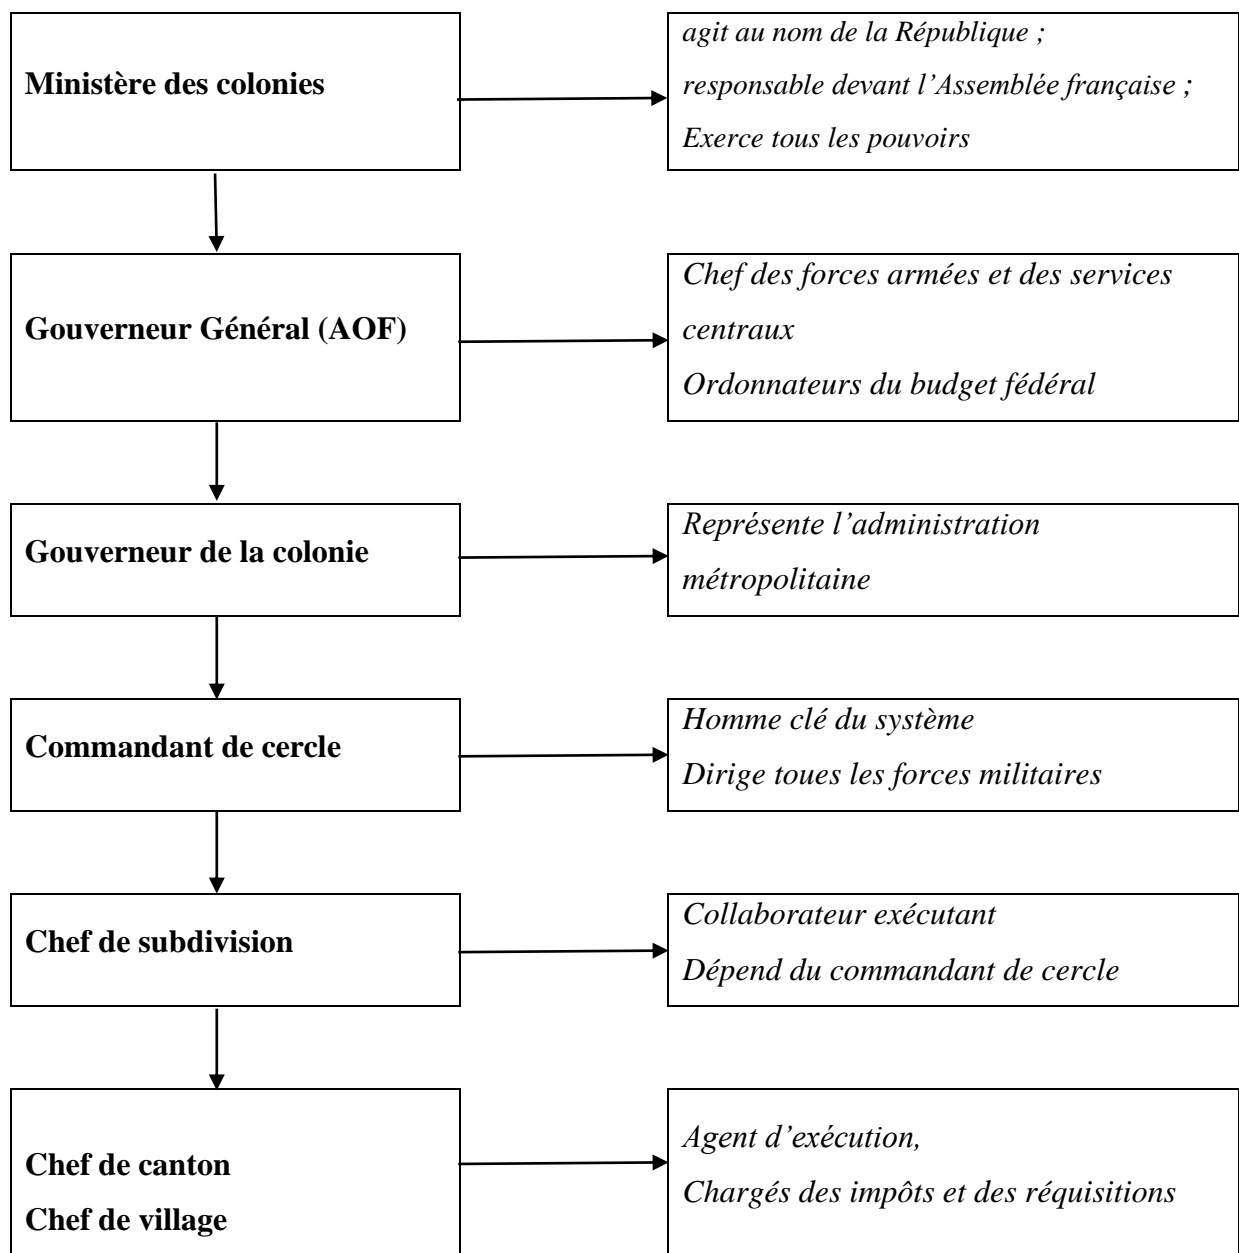 Ministère des colonies
agit au nom de la République ;
responsable devant l’Assemblée française ;
Exerce tous les pouvoirs
Gouverneur Général (AOF)
Chef des forces armées et des services
centraux
Ordonnateurs du budget fédéral
Gouverneur de la colonie
Représente l’administration
métropolitaine
Commandant de cercle
Homme clé du système
Dirige toues les forces militaires
Chef de subdivision
Collaborateur exécutant
Dépend du commandant de cercle
Chef de canton
Chef de village
Agent d’exécution,
Chargés des impôts et des réquisitions